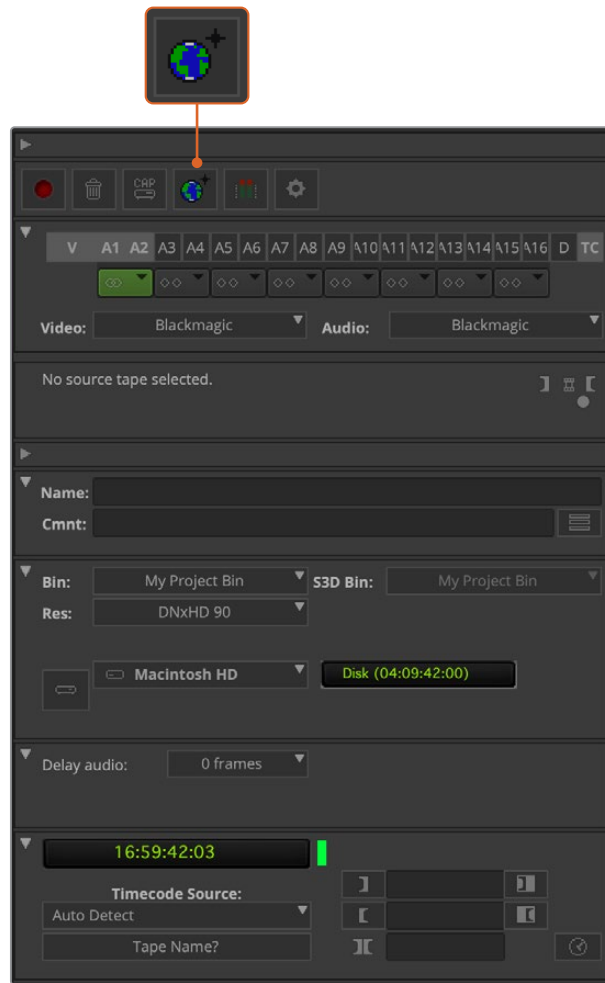 CAP
V A1 A2 A3 A4 A5 A6 A7 A8 A9 A10 A11 A12 A13 A14 A15 A16 D TC
Video: Blackmagic Audio: Blackmagic
No source tape selected.
Name:
Cmnt:
Bin: My Project Bin S3D Bin: My Project Bin
Res: DNxHD 90
Macintosh HD Disk (04:09:42:00)
Delay audio: 0 frames
16:59:42:03
Timecode Source:
Auto Detect
Tape Name?